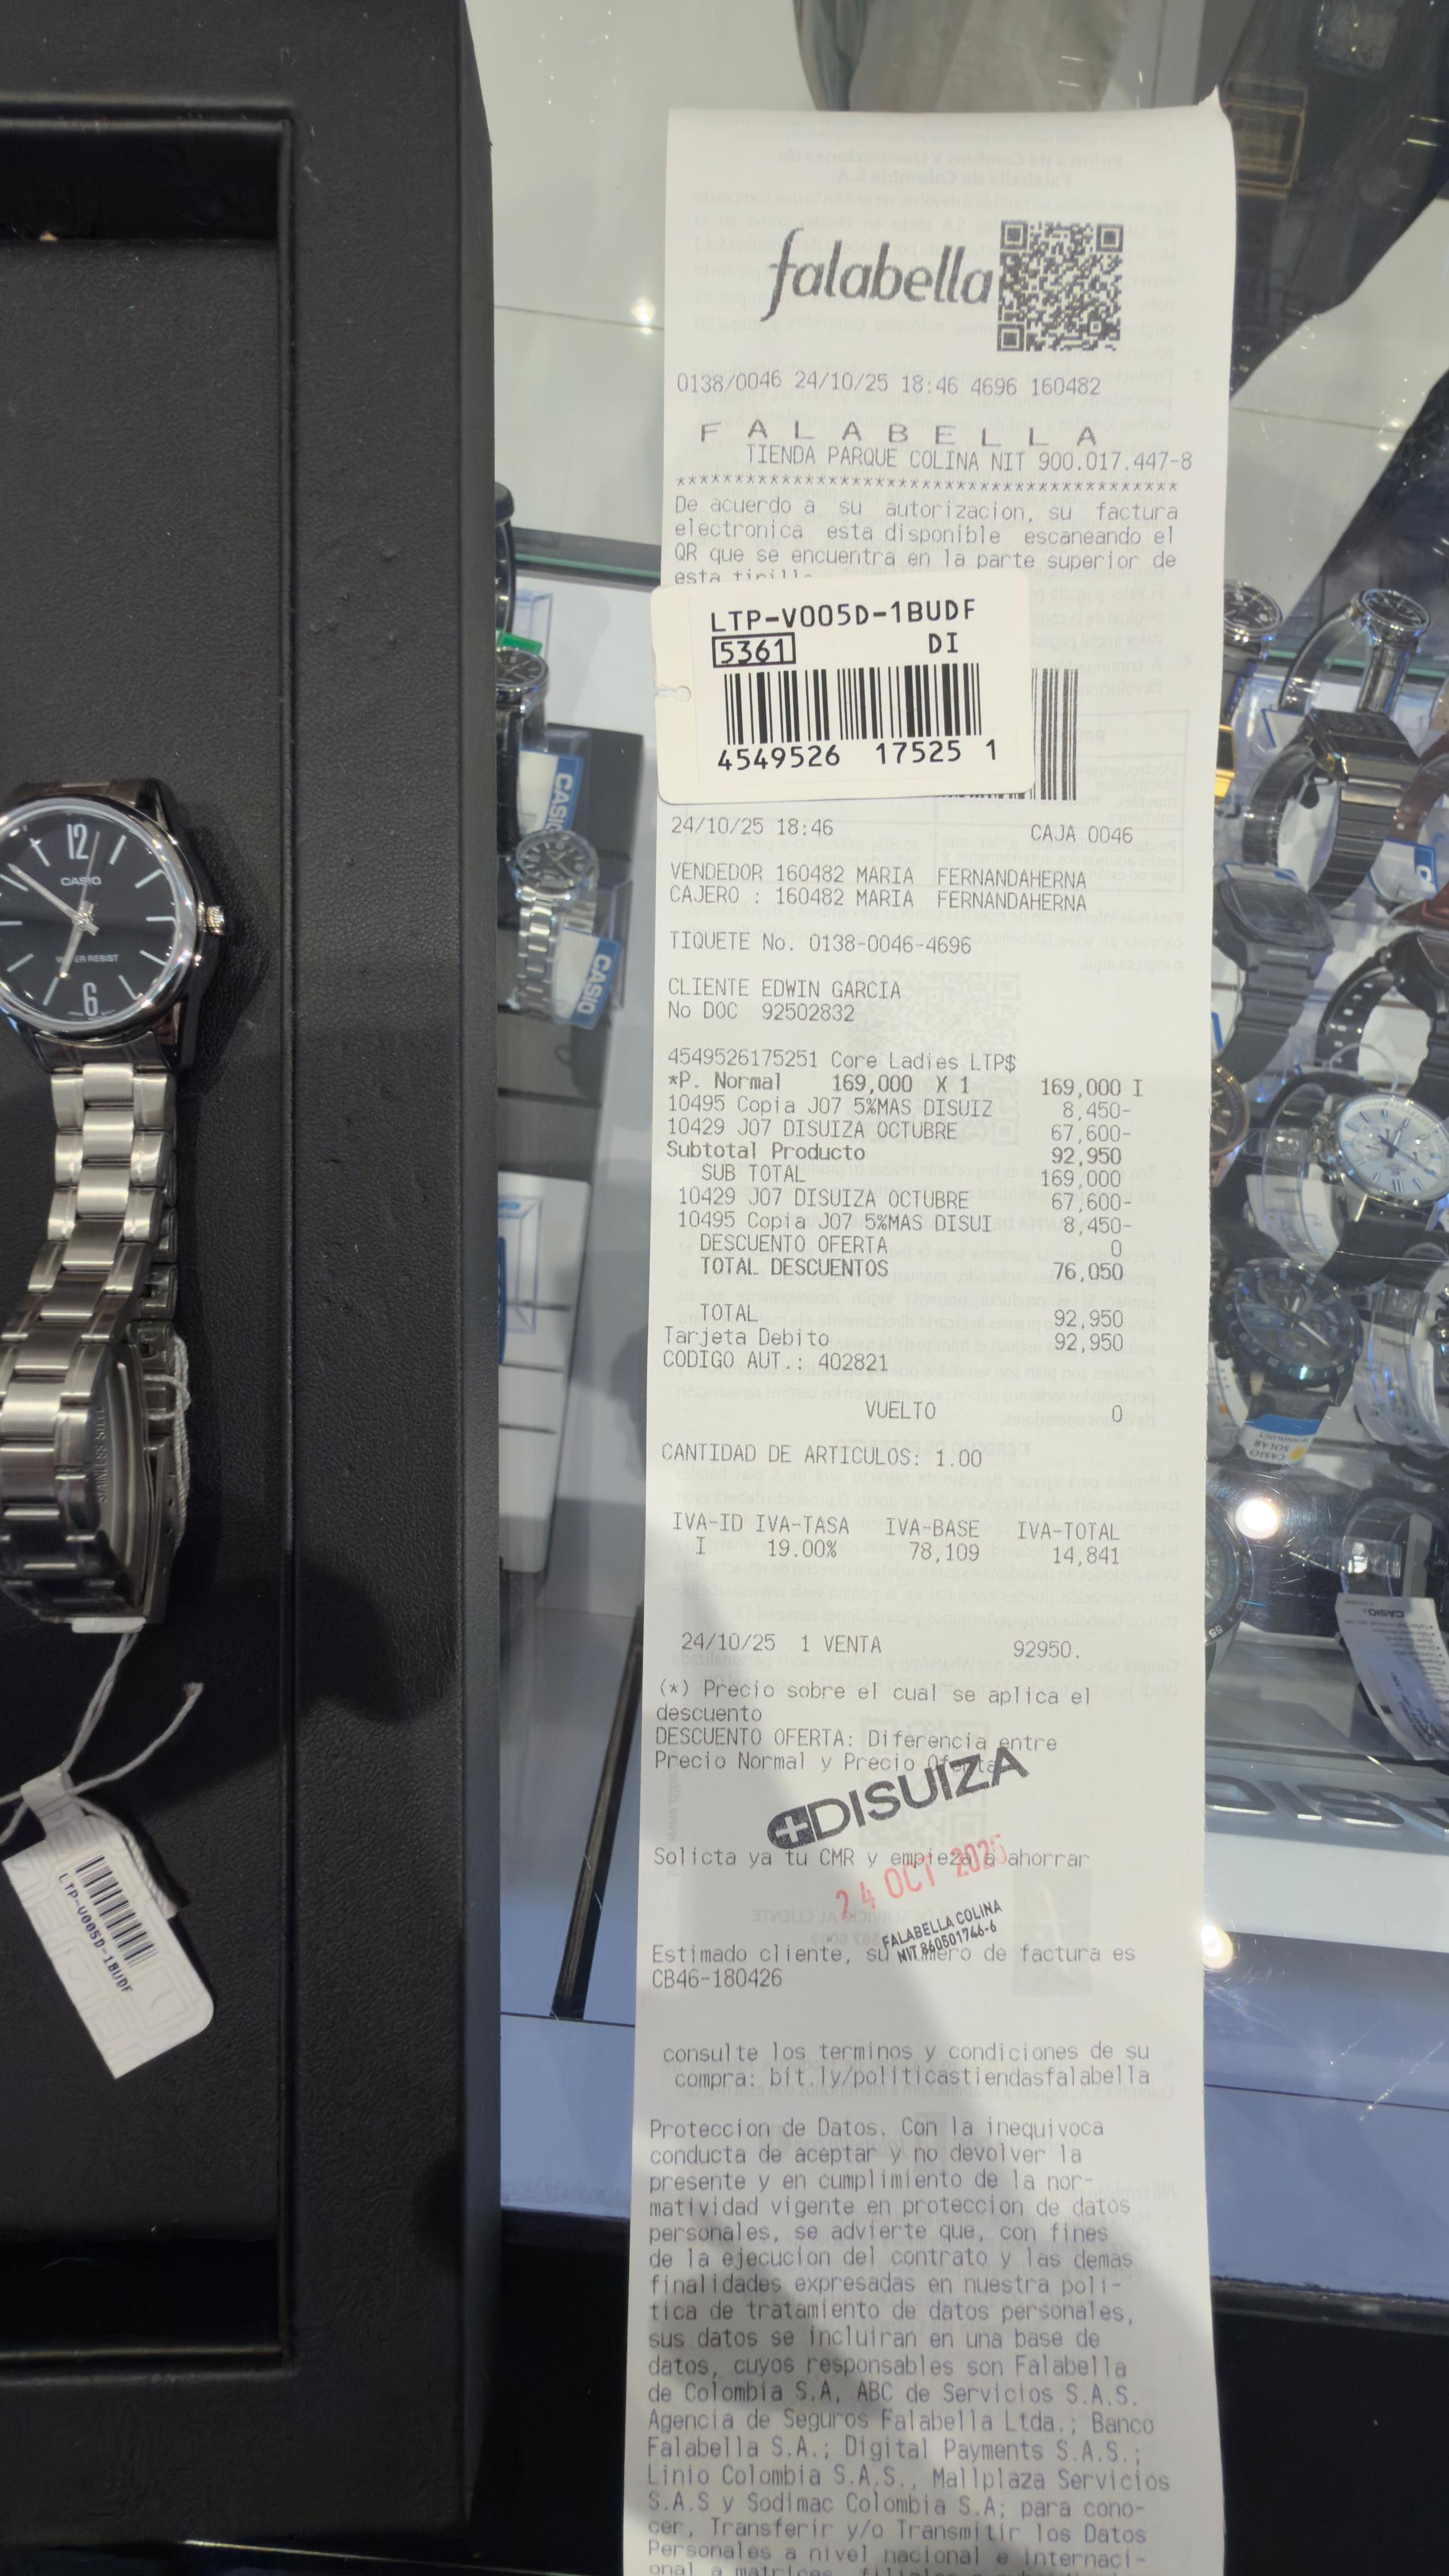 falabella
0138/0046 24/10/25 18:46 4696 160482
F A L A B E L L A
TIENDA PARQUE COLINA NIT 900.017.447-8
*******************************************
De acuerdo a su autorizacion, su factura
electronica esta disponible escaneando el
QR que se encuentra en la parte superior de
esta
LTP-V005D-1BUDF
5361 DI
4549526 17525 1
24/10/25 18:46 CAJA 0046
VENDEDOR 160482 MARIA FERNANDAHERNA
CAJERO : 160482 MARIA FERNANDAHERNA
TIQUETE No. 0138-0046-4696
CLIENTE EDWIN GARCIA
No DOC 92502832
4549526175251 Core Ladies LTP$
*P. Normal 169,000 X 1 169,000 I
10495 Copia J07 5%MAS DISUIZ 8,450-
10429 J07 DISUIZA OCTUBRE 67,600-
Subtotal Producto 92,950
SUB TOTAL 169,000
10429 J07 DISUIZA OCTUBRE 67,600-
10495 Copia J07 5%MAS DISUI 8,450-
DESCUENTO OFERTA 0
TOTAL DESCUENTOS 76,050
TOTAL 92,950
Tarjeta Debito 92,950
CODIGO AUT.: 402821
VUELTO 0
CANTIDAD DE ARTICULOS: 1.00
IVA-ID IVA-TASA IVA-BASE IVA-TOTAL
I 19.00% 78,109 14,841
24/10/25 1 VENTA 92950.
(*) Precio sobre el cual se aplica el
descuento
DESCUENTO OFERTA: Diferencia entre
Precio Normal y Precio Oferta
DISUIZA
Solicta ya tu CMR y empieza a ahorrar
24 OCT 2025
FALABELLA COLINA
NIT 860501746-6
Estimado cliente, su numero de factura es
CB46-180426
consulte los terminos y condiciones de su
compra: bit.ly/politicastiendasfalabella
Proteccion de Datos. Con la inequivoca
conducta de aceptar y no devolver la
presente y en cumplimiento de la nor-
matividad vigente en proteccion de datos
personales, se advierte que, con fines
de la ejecucion del contrato y las demas
finalidades expresadas en nuestra poli-
tica de tratamiento de datos personales,
sus datos se incluiran en una base de
datos, cuyos responsables son Falabella
de Colombia S.A, ABC de Servicios S.A.S.
Agencia de Seguros Falabella Ltda.; Banco
Falabella S.A.; Digital Payments S.A.S.;
Linio Colombia S.A.S., Mallplaza Servicios
S.A.S y Sodimac Colombia S.A; para cono-
cer, Transferir y/o Transmitir los Datos
Personales a nivel nacional e internaci-
onal a matrices,
12
CASIO
WATER RESIST
6
LTP-V005D-1BUDF
CASIO
CASIO
CASIO
SOLAR